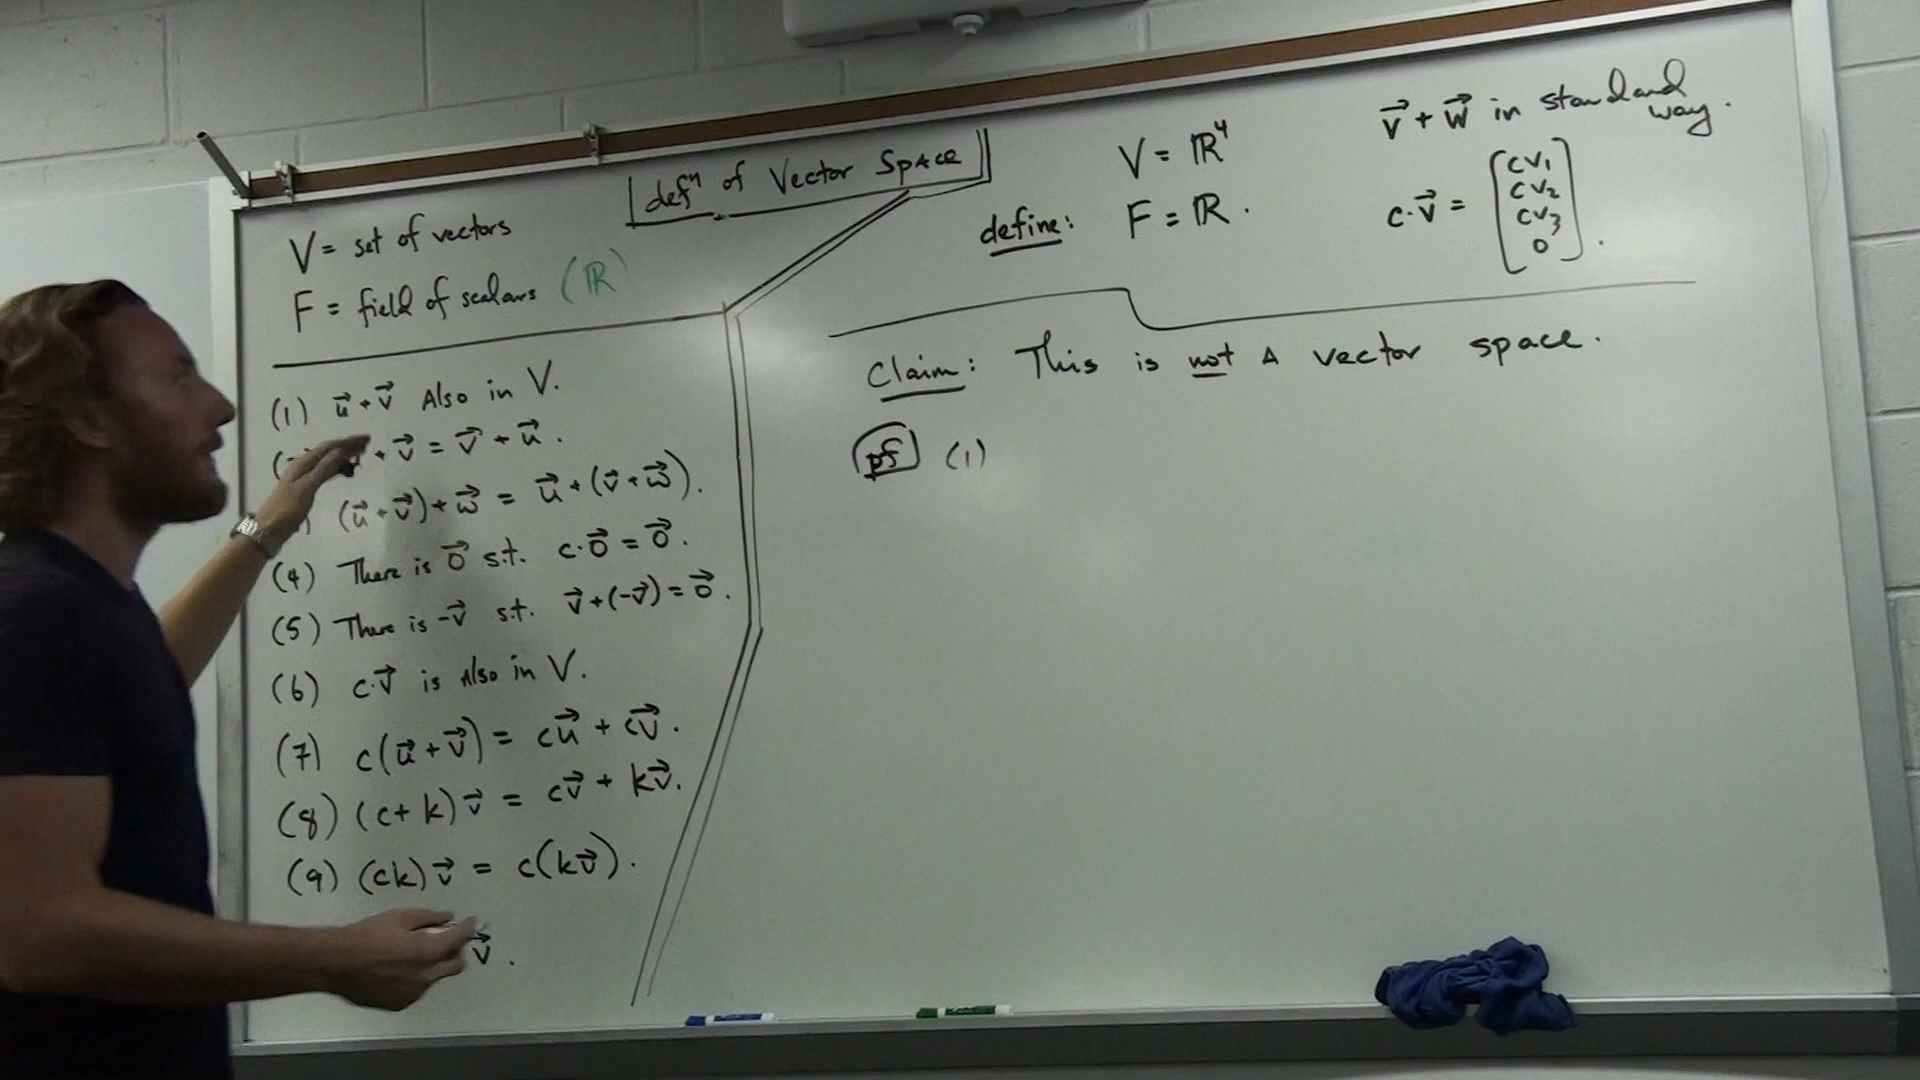 defⁿ of Vector Space
V = set of vectors
F = field of scalars (ℝ)
(1) u⃗ + v⃗ Also in V.
+ v⃗ = v⃗ + u⃗.
(u⃗ + v⃗) + w⃗ = u⃗ + (v⃗ + w⃗).
(4) There is 0⃗ s.t. c·0⃗ = 0⃗.
(5) There is -v⃗ s.t. v⃗ + (-v⃗) = 0⃗.
(6) c·v⃗ is Also in V.
(7) c(u⃗ + v⃗) = cu⃗ + cv⃗.
(8) (c + k)v⃗ = cv⃗ + kv⃗.
(9) (ck)v⃗ = c(kv⃗).
v⃗.
define: V = ℝ⁴
F = ℝ.
v⃗ + w⃗ in standard way.
c·v⃗ = [cv₁
cv₂
cv₃
0].
Claim: This is not A vector space.
pf (1)